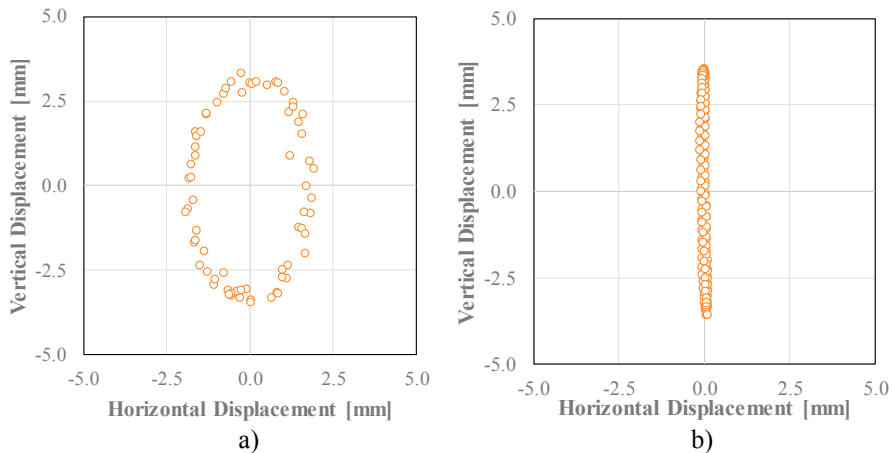 5.0
2.5
0.0
-2.5
-5.0
-5.0 -2.5 0.0 2.5 5.0
Vertical Displacement [mm]
Horizontal Displacement [mm]
a)
5.0
2.5
0.0
-2.5
-5.0
-5.0 -2.5 0.0 2.5 5.0
Vertical Displacement [mm]
Horizontal Displacement [mm]
b)